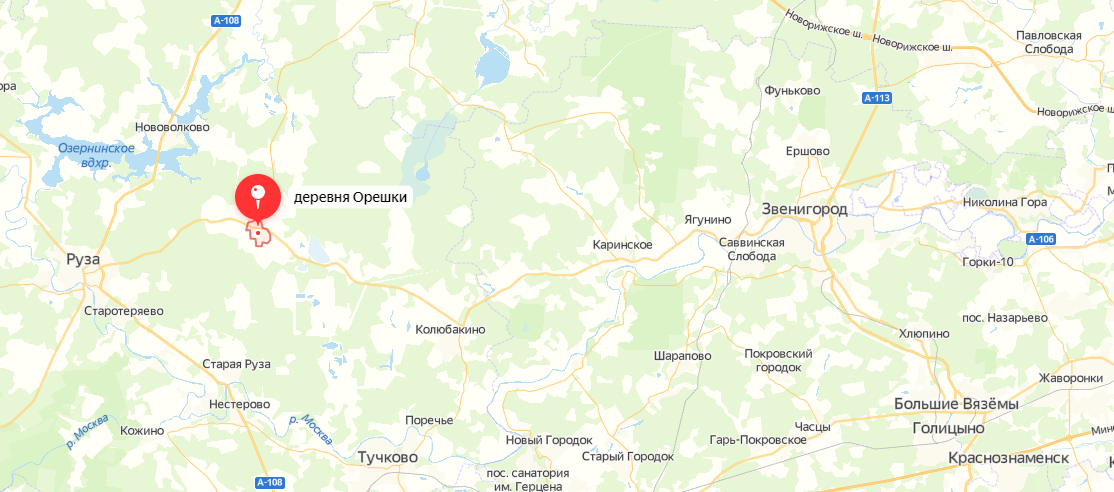 А-108
Новорижское ш.
Новорижское ш.
Павловская
Слобода
Фуньково
А-113
Новорижское ш
ора
Нововолково
Озернинское
вдхр.
Ершово
деревня Орешки
Николина Гора
Звенигород
Ягунино
Каринское
Саввинская
Слобода
А-106
Горки-10
Руза
Старотеряево
Колюбакино
пос. Назарьево
Хлюпино
Старая Руза
Шарапово
Покровский
городок
Жаворонки
Нестерово
Большие Вязёмы
р. Москва
р. Москва
Кожино
Поречье
Часцы
Голицыно
Мин
Новый Городок
Гарь-Покровское
Тучково
Старый Городок
Краснознаменск
пос. санатория
им. Герцена
А-108